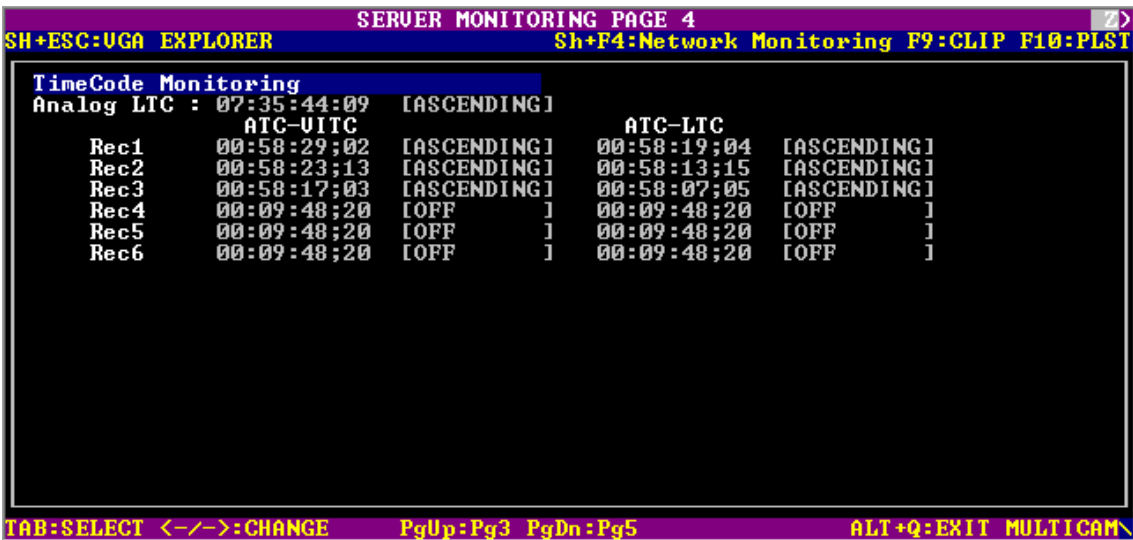 SERVER MONITORING PAGE 4 Z>
SH+ESC:VGA EXPLORER Sh+F4:Network Monitoring F9:CLIP F10:PLST
TimeCode Monitoring
Analog LTC : 07:35:44:09 [ASCENDING]
ATC-VITC ATC-LTC
Rec1 00:58:29;02 [ASCENDING] 00:58:19;04 [ASCENDING]
Rec2 00:58:23;13 [ASCENDING] 00:58:13;15 [ASCENDING]
Rec3 00:58:17;03 [ASCENDING] 00:58:07;05 [ASCENDING]
Rec4 00:09:48;20 [OFF ] 00:09:48;20 [OFF ]
Rec5 00:09:48;20 [OFF ] 00:09:48;20 [OFF ]
Rec6 00:09:48;20 [OFF ] 00:09:48;20 [OFF ]
TAB:SELECT <-/->:CHANGE PgUp:Pg3 PgDn:Pg5 ALT+Q:EXIT MULTICAM\